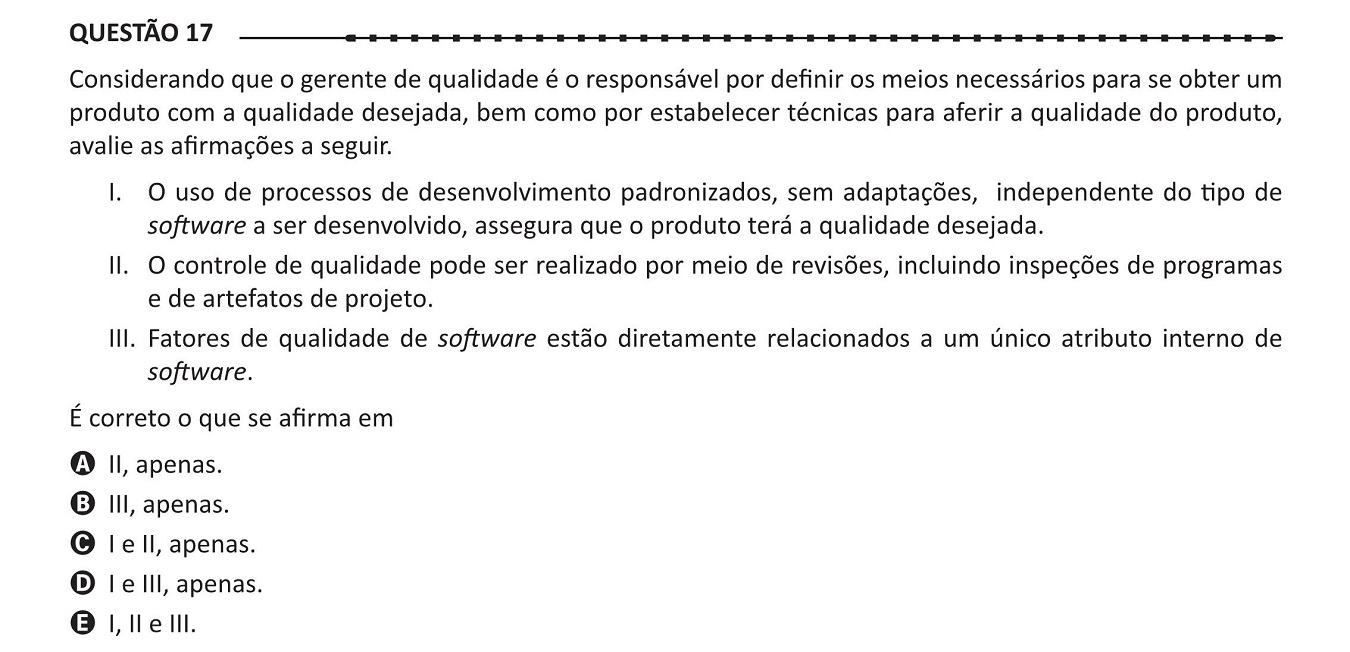 QUESTÃO 17
Considerando que o gerente de qualidade é o responsável por definir os meios necessários para se obter um
produto com a qualidade desejada, bem como por estabelecer técnicas para aferir a qualidade do produto,
avalie as afirmações a seguir.
I. O uso de processos de desenvolvimento padronizados, sem adaptações, independente do tipo de
software a ser desenvolvido, assegura que o produto terá a qualidade desejada.
II. O controle de qualidade pode ser realizado por meio de revisões, incluindo inspeções de programas
e de artefatos de projeto.
III. Fatores de qualidade de software estão diretamente relacionados a um único atributo interno de
software.
É correto o que se afirma em
A II, apenas.
B III, apenas.
C I e II, apenas.
D I e III, apenas.
E I, II e III.